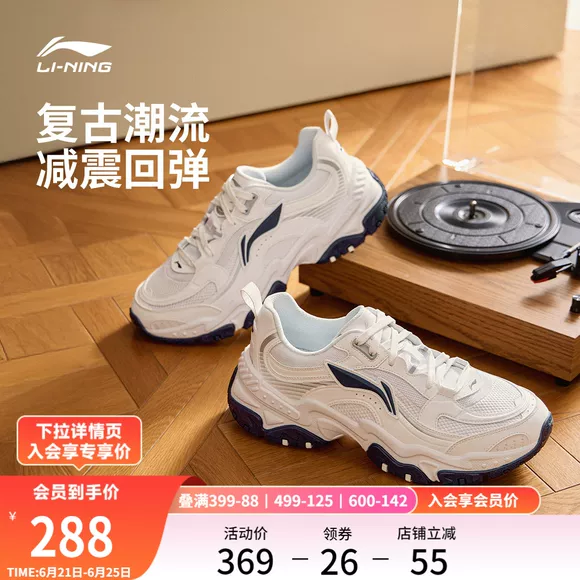 LI-NING
复古潮流
减震回弹
下拉详情页
入会享专享价
会员到手价
¥288
TIME:6月21日-6月25日
叠满399-88 | 499-125 | 600-142 入会享会员价
活动价 领券 店铺立减
369 — 26 — 55